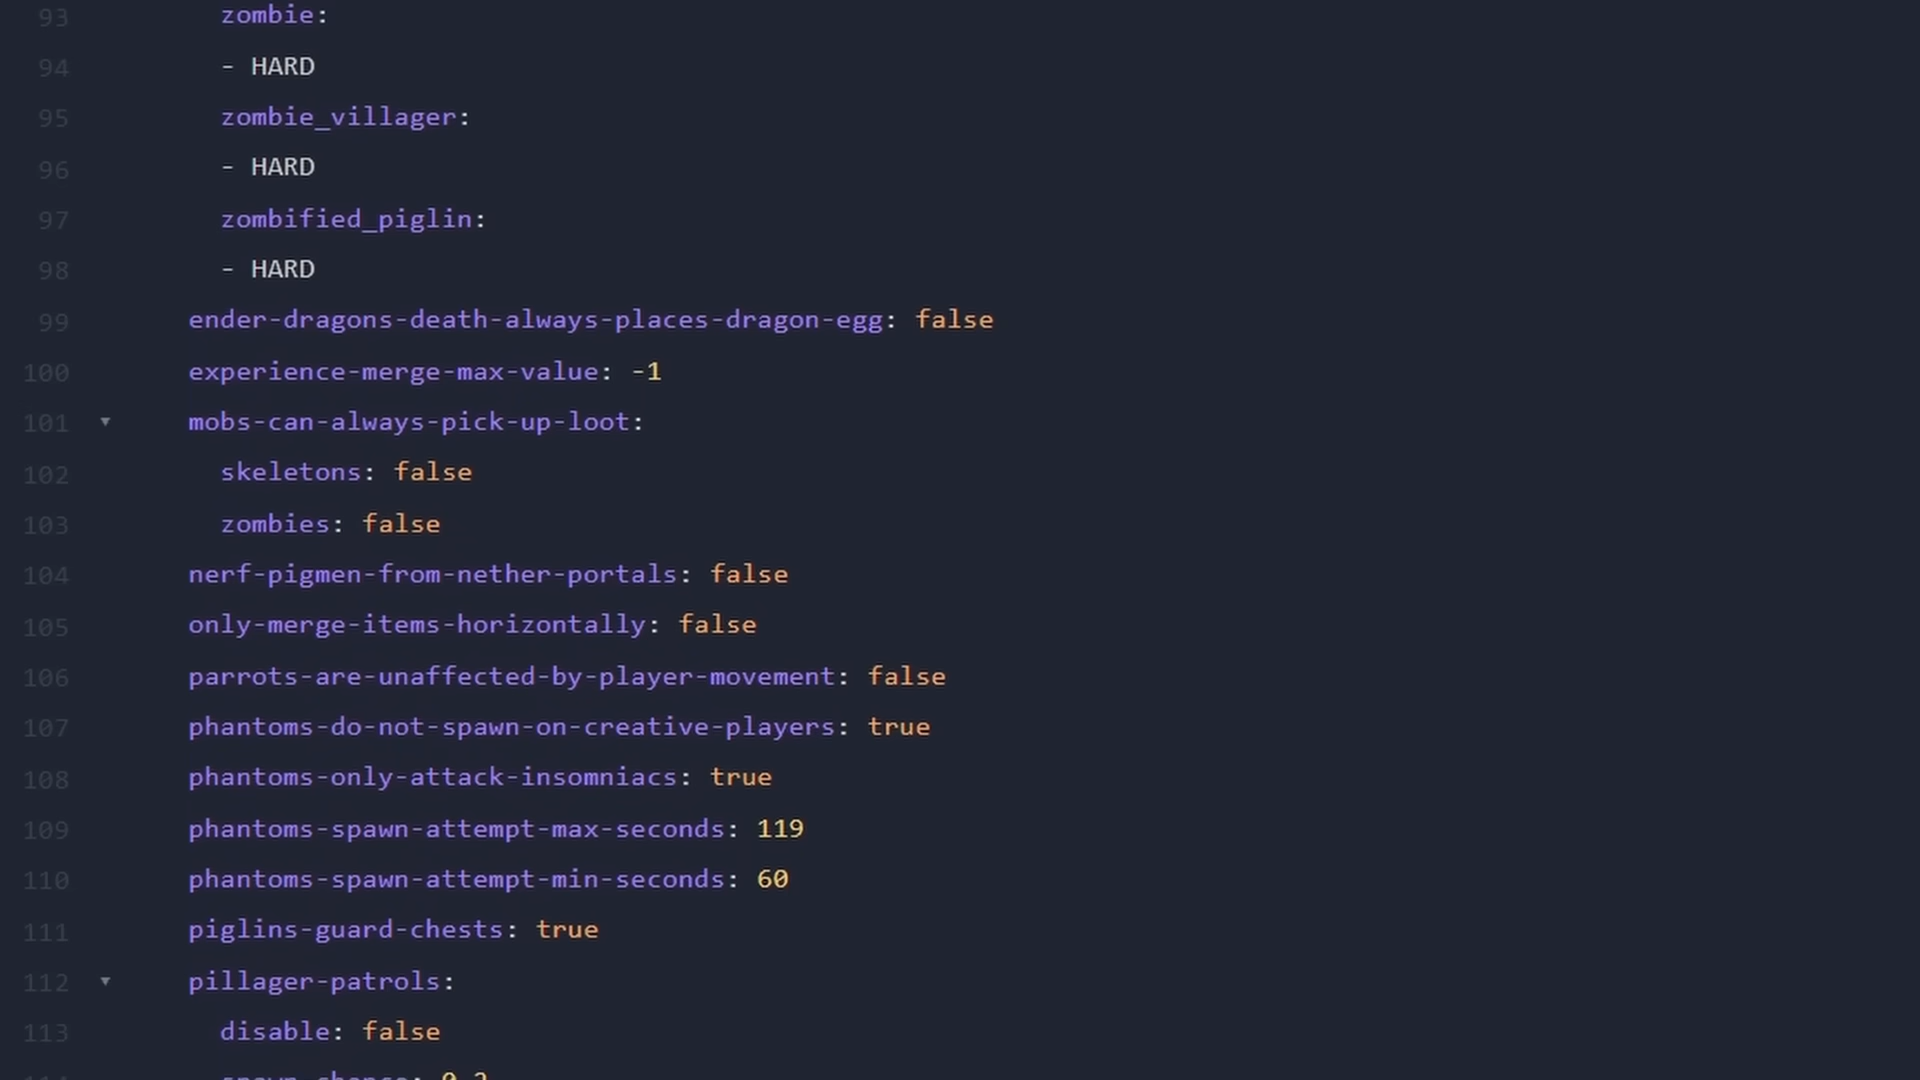 93 zombie:
94 - HARD
95 zombie_villager:
96 - HARD
97 zombified_piglin:
98 - HARD
99 ender-dragons-death-always-places-dragon-egg: false
100 experience-merge-max-value: -1
101 mobs-can-always-pick-up-loot:
102 skeletons: false
103 zombies: false
104 nerf-pigmen-from-nether-portals: false
105 only-merge-items-horizontally: false
106 parrots-are-unaffected-by-player-movement: false
107 phantoms-do-not-spawn-on-creative-players: true
108 phantoms-only-attack-insomniacs: true
109 phantoms-spawn-attempt-max-seconds: 119
110 phantoms-spawn-attempt-min-seconds: 60
111 piglins-guard-chests: true
112 pillager-patrols:
113 disable: false